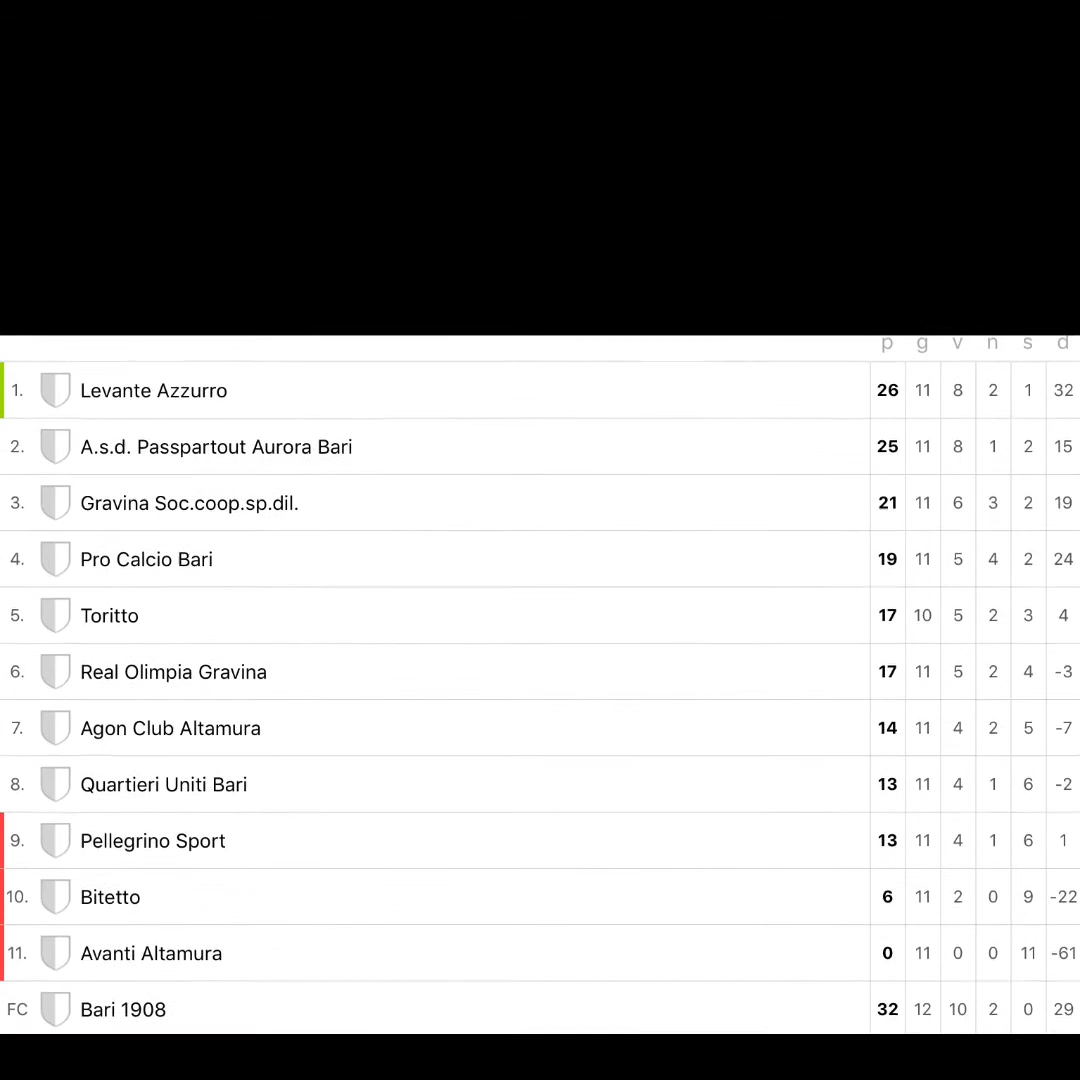 p g v n s d
1. Levante Azzurro 26 11 8 2 1 32
2. A.s.d. Passpartout Aurora Bari 25 11 8 1 2 15
3. Gravina Soc.coop.sp.dil. 21 11 6 3 2 19
4. Pro Calcio Bari 19 11 5 4 2 24
5. Toritto 17 10 5 2 3 4
6. Real Olimpia Gravina 17 11 5 2 4 -3
7. Agon Club Altamura 14 11 4 2 5 -7
8. Quartieri Uniti Bari 13 11 4 1 6 -2
9. Pellegrino Sport 13 11 4 1 6 1
10. Bitetto 6 11 2 0 9 -22
11. Avanti Altamura 0 11 0 0 11 -61
FC Bari 1908 32 12 10 2 0 29